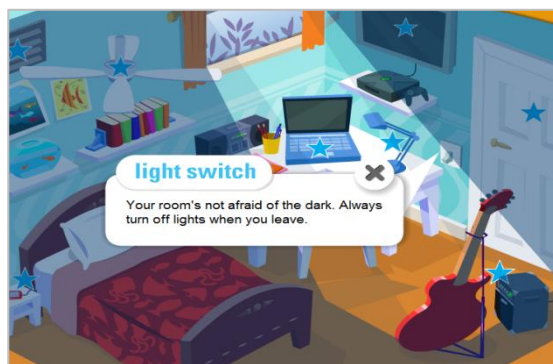 light switch
Your room's not afraid of the dark. Always
turn off lights when you leave.